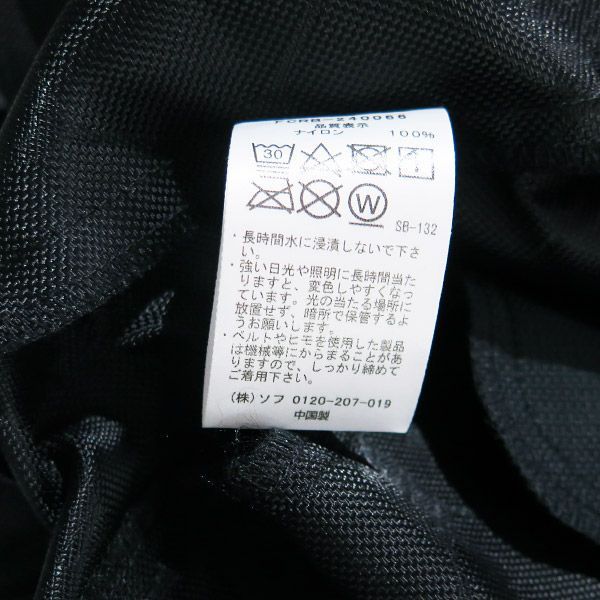 FCRB-240066
品質表示
ナイロン 100%
30
W
SB-132
・長時間水に浸漬しないで下さ
い。
・強い日光や照明に長時間当た
りますと、変色しやすくなっ
ています。光の当たる場所に
放置せず、暗所で保管するよ
うお願いします。
・ベルトやヒモを使用した製品
は機械等にからまることがあ
りますので、しっかり締めて
ご着用下さい。
(株)ソフ 0120-207-019
中国製